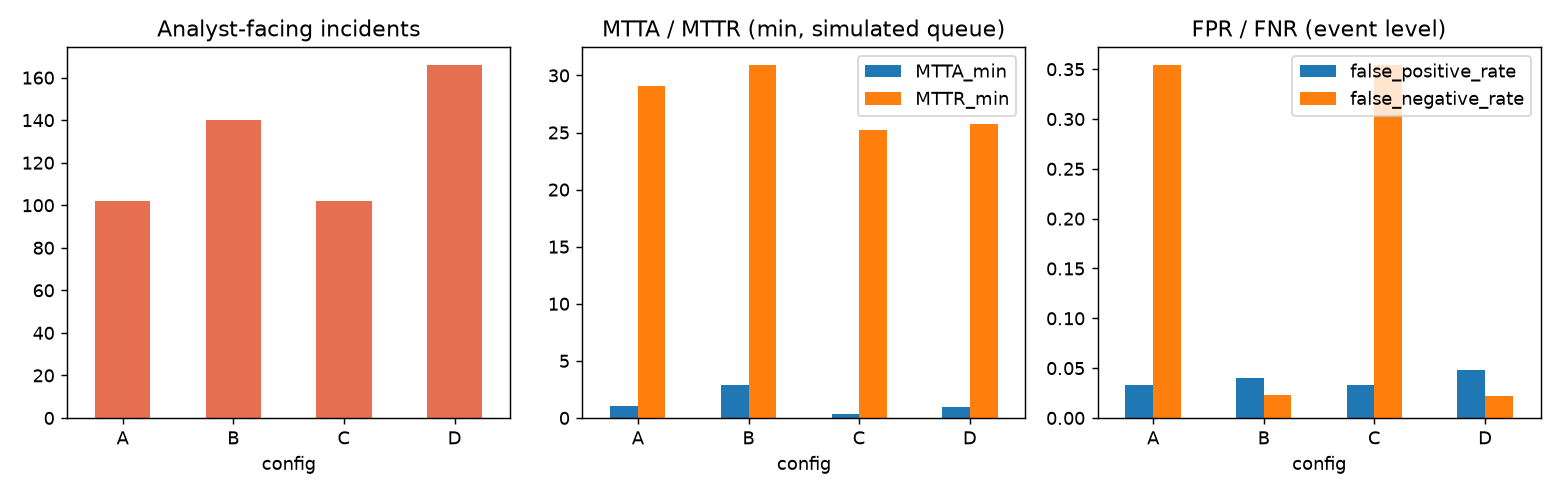 Analyst-facing incidents
160
140
120
100
80
60
40
20
0
A B C D
config
MTTA / MTTR (min, simulated queue)
MTTA_min
MTTR_min
30
25
20
15
10
5
0
A B C D
config
FPR / FNR (event level)
false_positive_rate
false_negative_rate
0.35
0.30
0.25
0.20
0.15
0.10
0.05
0.00
A B C D
config